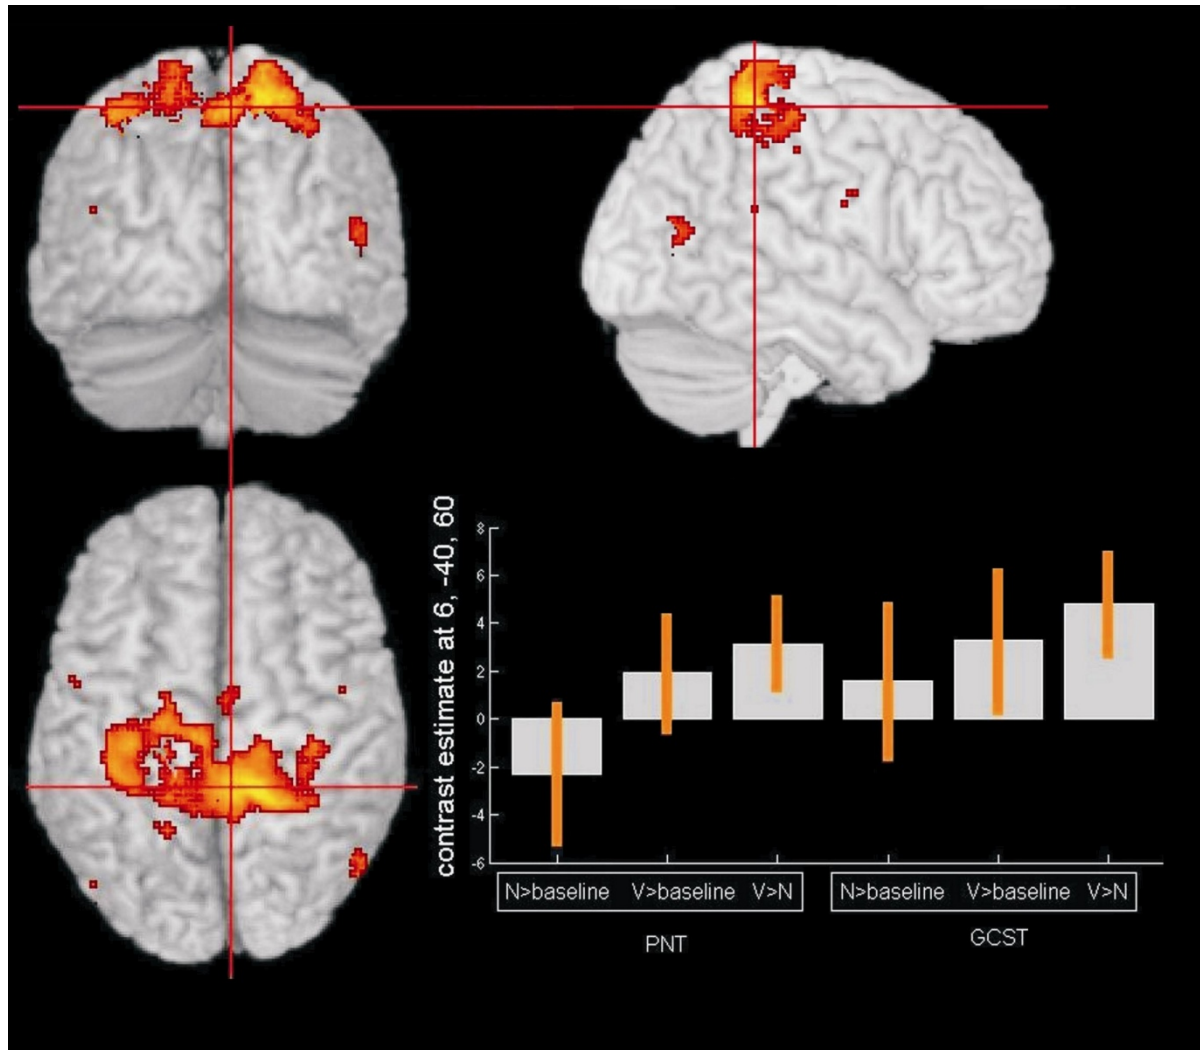 contrast estimate at 6, -40, 60
8
6
4
2
0
-2
-4
-6
N>baseline V>baseline V>N N>baseline V>baseline V>N
PNT GCST